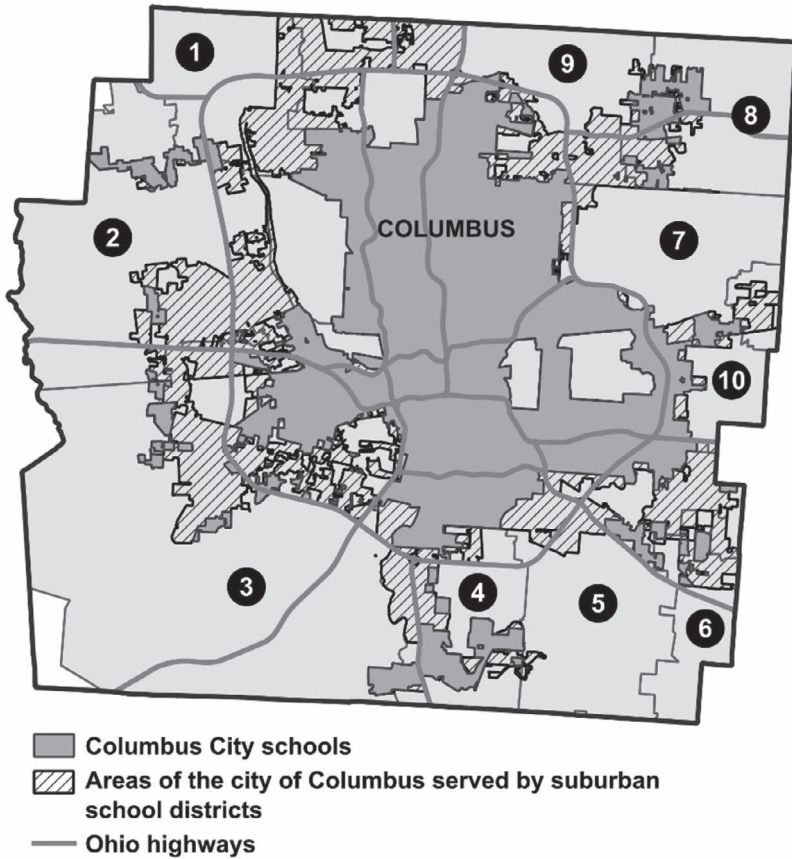 1
9
8
2
COLUMBUS
7
10
3
4
5
6
Columbus City schools
Areas of the city of Columbus served by suburban
school districts
Ohio highways